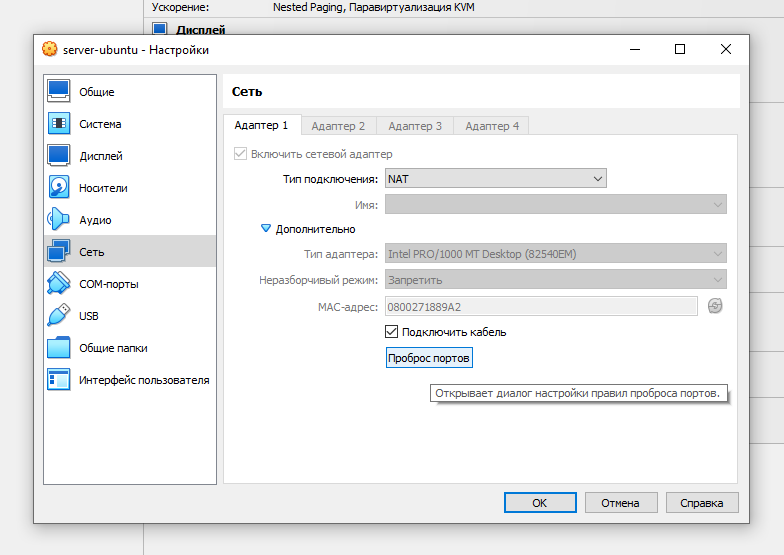 Ускорение: Nested Paging, Паравиртуализация KVM
Дисплей
server-ubuntu - Настройки
Общие
Система
Дисплей
Носители
Аудио
Сеть
COM-порты
USB
Общие папки
Интерфейс пользователя
Сеть
Адаптер 1 Адаптер 2 Адаптер 3 Адаптер 4
Включить сетевой адаптер
Тип подключения: NAT
Имя:
Дополнительно
Тип адаптера: Intel PRO/1000 MT Desktop (82540EM)
Неразборчивый режим: Запретить
MAC-адрес: 0800271889A2
Подключить кабель
Проброс портов
Открывает диалог настройки правил проброса портов.
OK Отмена Справка